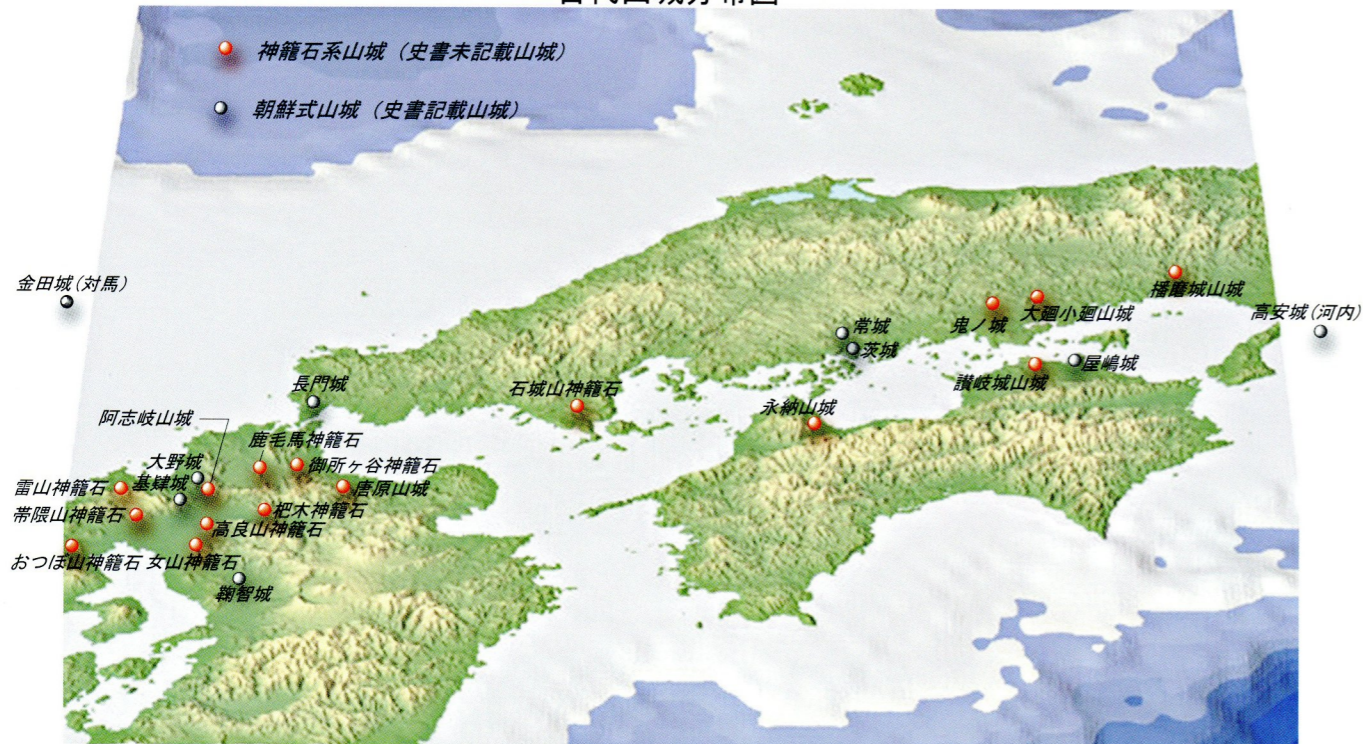 古代山城分布図
神籠石系山城（史書未記載山城）
朝鮮式山城（史書記載山城）
金田城(対馬)
播磨城山城
高安城(河内)
大廻小廻山城
鬼ノ城
常城
茨城
屋嶋城
讃岐城山城
長門城
石城山神籠石
永納山城
阿志岐山城
鹿毛馬神籠石
大野城
御所ヶ谷神籠石
基肄城
雷山神籠石
唐原山城
帯隈山神籠石
杷木神籠石
高良山神籠石
おつぼ山神籠石
女山神籠石
鞠智城